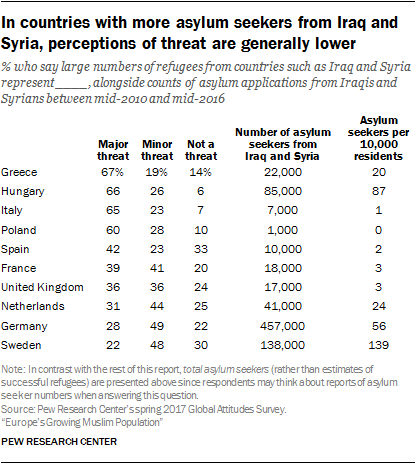 In countries with more asylum seekers from Iraq and
Syria, perceptions of threat are generally lower
% who say large numbers of refugees from countries such as Iraq and Syria
represent____, alongside counts of asylum applications from Iraqis and
Syrians between mid-2010 and mid-2016
Major threat Minor threat Not a threat Number of asylum seekers from Iraq and Syria Asylum seekers per 10,000 residents
Greece 67% 19% 14% 22,000 20
Hungary 66 26 6 85,000 87
Italy 65 23 7 7,000 1
Poland 60 28 10 1,000 0
Spain 42 23 33 10,000 2
France 39 41 20 18,000 3
United Kingdom 36 36 24 17,000 3
Netherlands 31 44 25 41,000 24
Germany 28 49 22 457,000 56
Sweden 22 48 30 138,000 139
Note: In contrast with the rest of this report, total asylum seekers (rather than estimates of
successful refugees) are presented above since respondents may think about reports of asylum
seeker numbers when answering this question.
Source: Pew Research Center's spring 2017 Global Attitudes Survey.
"Europe's Growing Muslim Population"
PEW RESEARCH CENTER